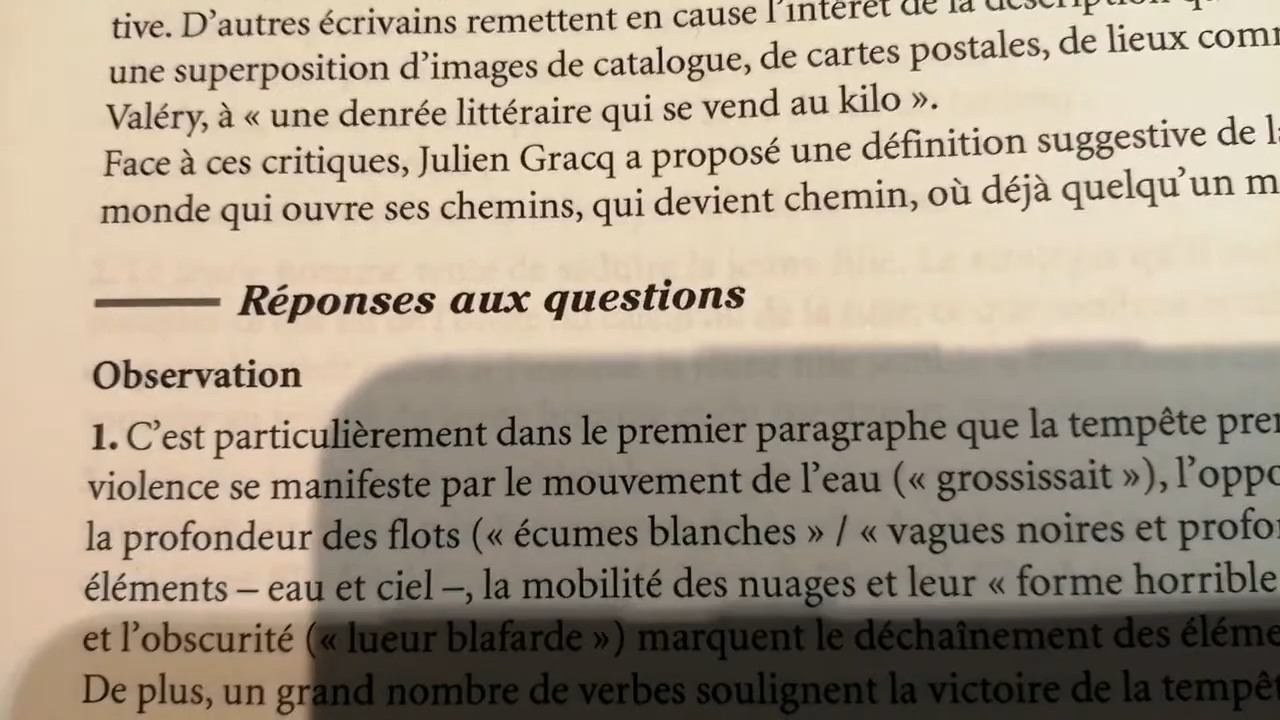 tive. D'autres écrivains remettent en cause l'intérêt de la description
une superposition d'images de catalogue, de cartes postales, de lieux
Valéry, à « une denrée littéraire qui se vend au kilo ».
Face à ces critiques, Julien Gracq a proposé une définition suggestive de
monde qui ouvre ses chemins, qui devient chemin, où déjà quelqu'un
Réponses aux questions
Observation
1. C'est particulièrement dans le premier paragraphe que la tempête
violence se manifeste par le mouvement de l'eau (« grossissait »),
la profondeur des flots (« écumes blanches » / « vagues noires et
éléments – eau et ciel –, la mobilité des nuages et leur « forme horrible
et l'obscurité (« lueur blafarde ») marquent le déchaînement des
De plus, un grand nombre de verbes soulignent la victoire de la